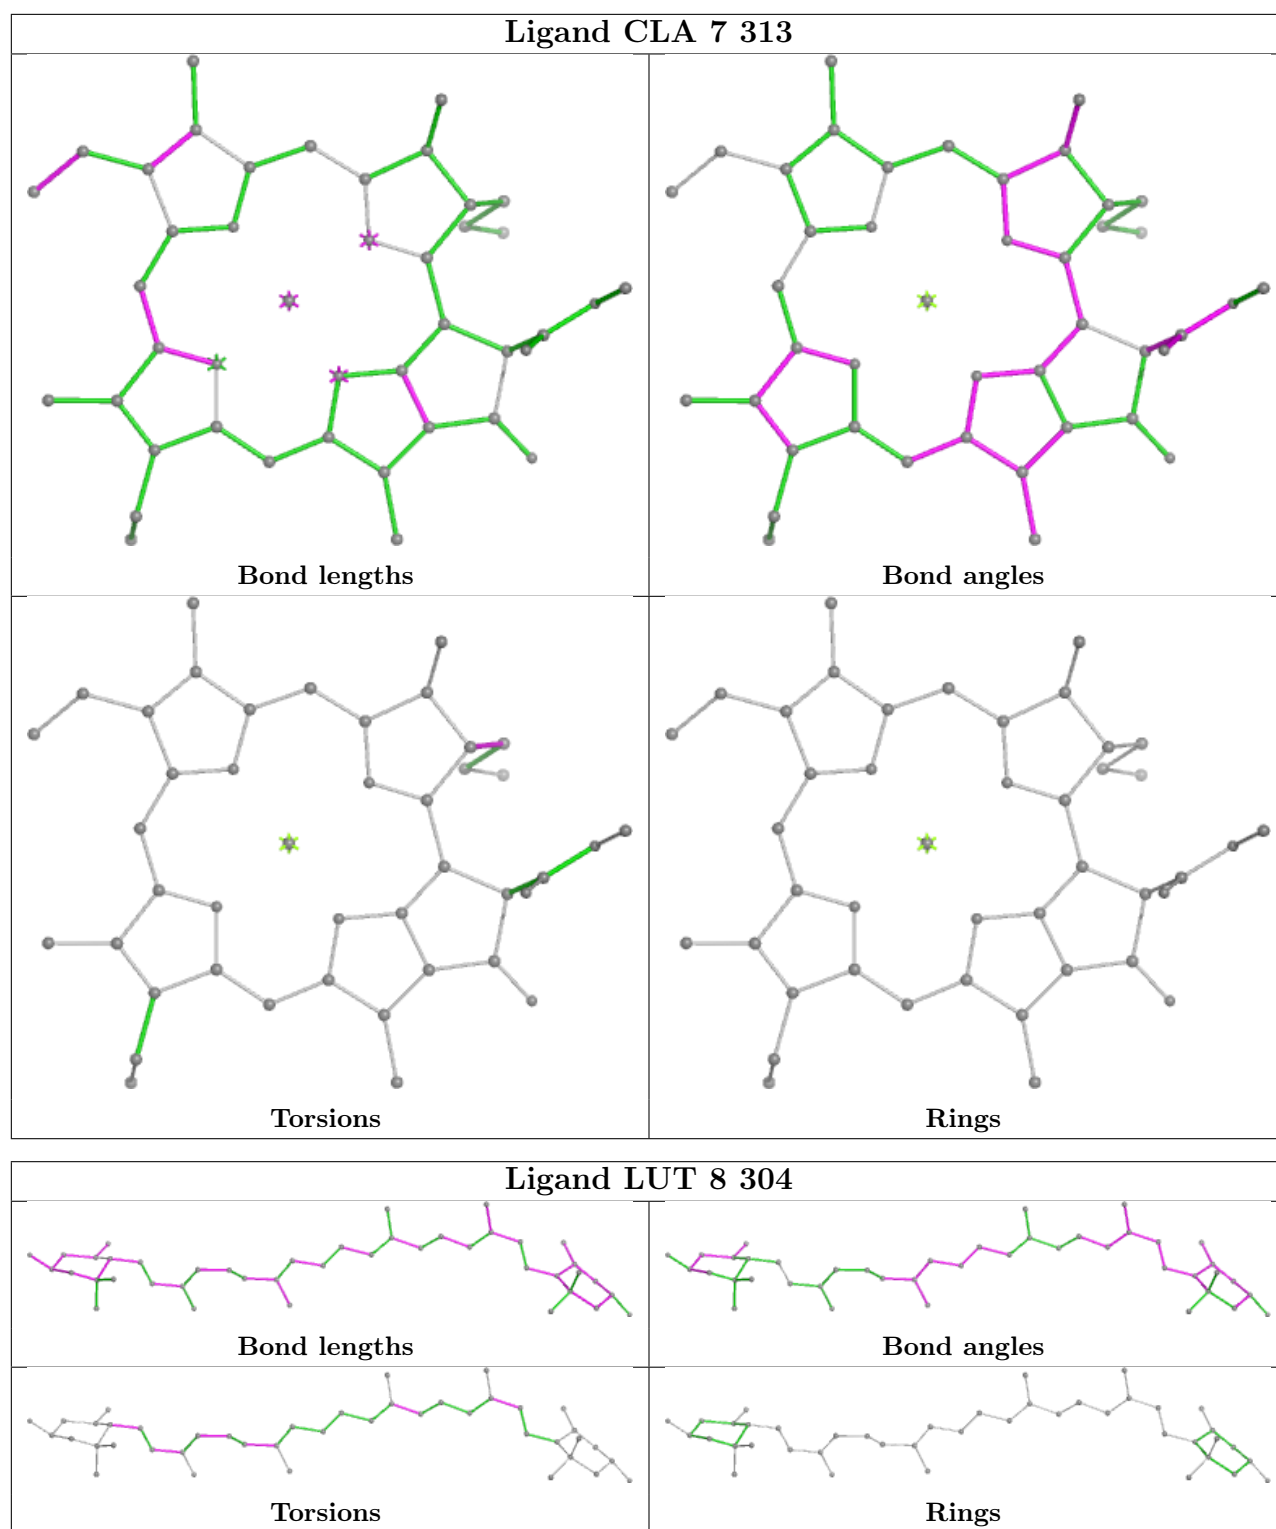 Ligand CLA 7 313
Bond lengths
Bond angles
Torsions
Rings
Ligand LUT 8 304
Bond lengths
Bond angles
Torsions
Rings